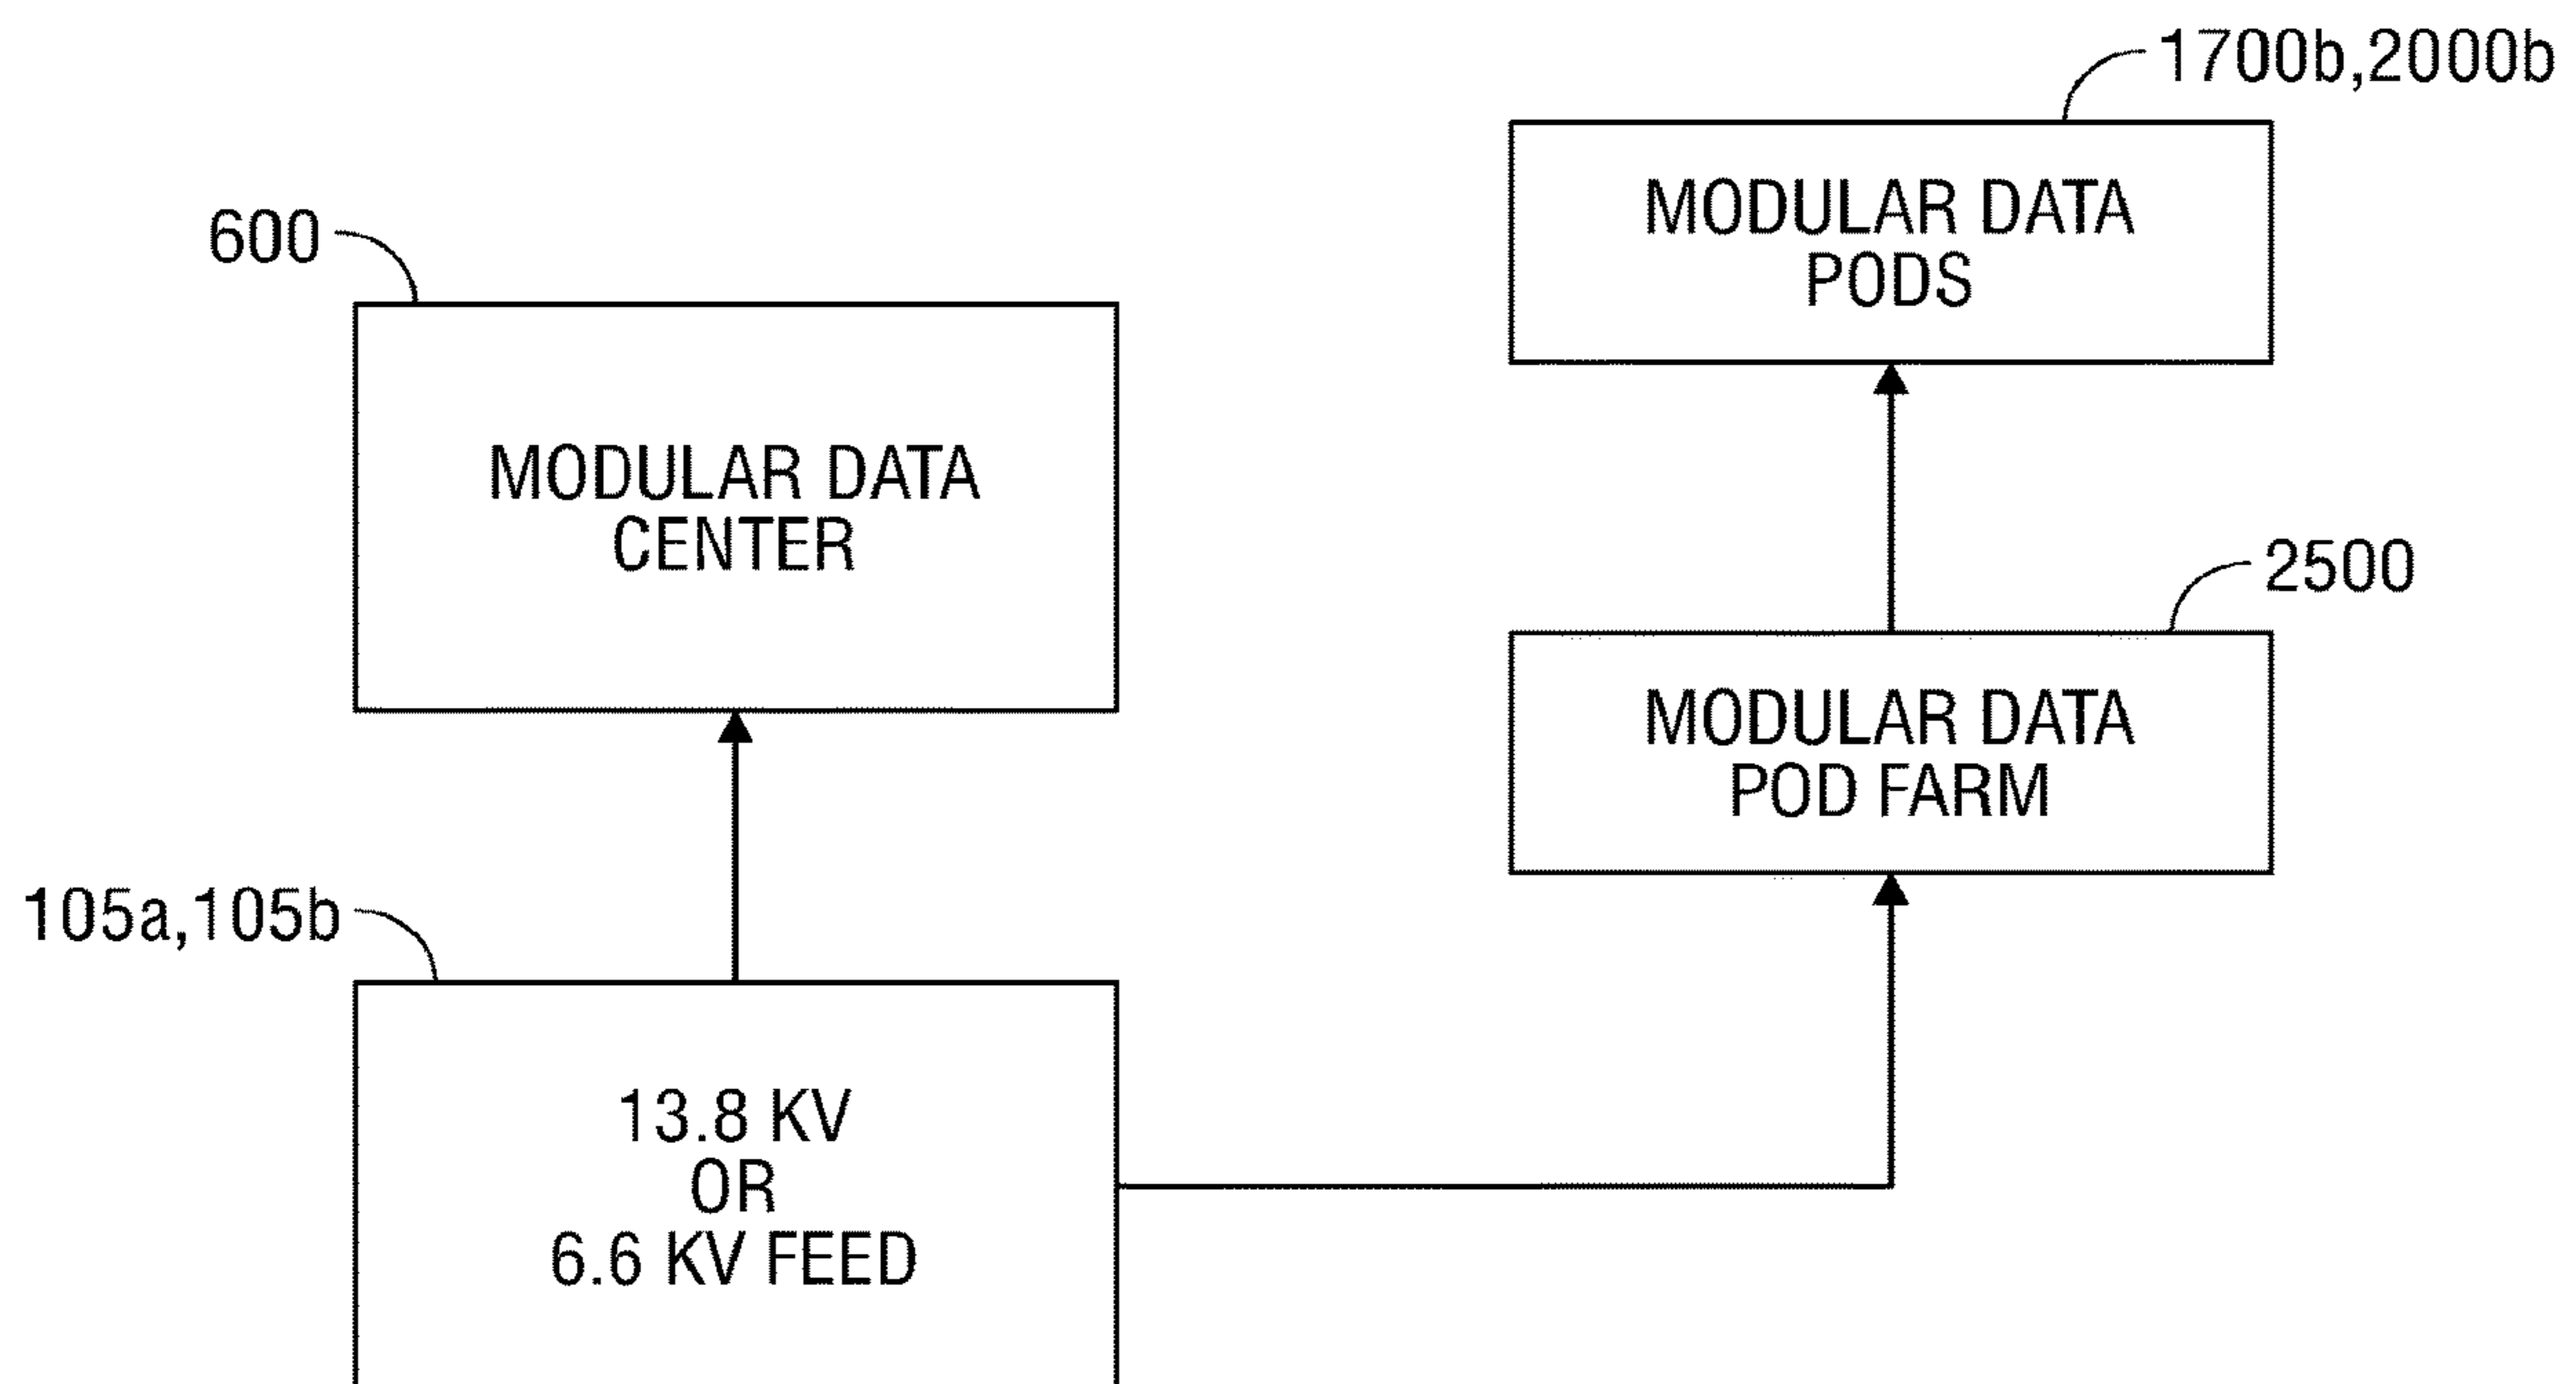 1700b,2000b
MODULAR DATA
PODS
600
MODULAR DATA
CENTER
2500
MODULAR DATA
POD FARM
105a,105b
13.8 KV
OR
6.6 KV FEED